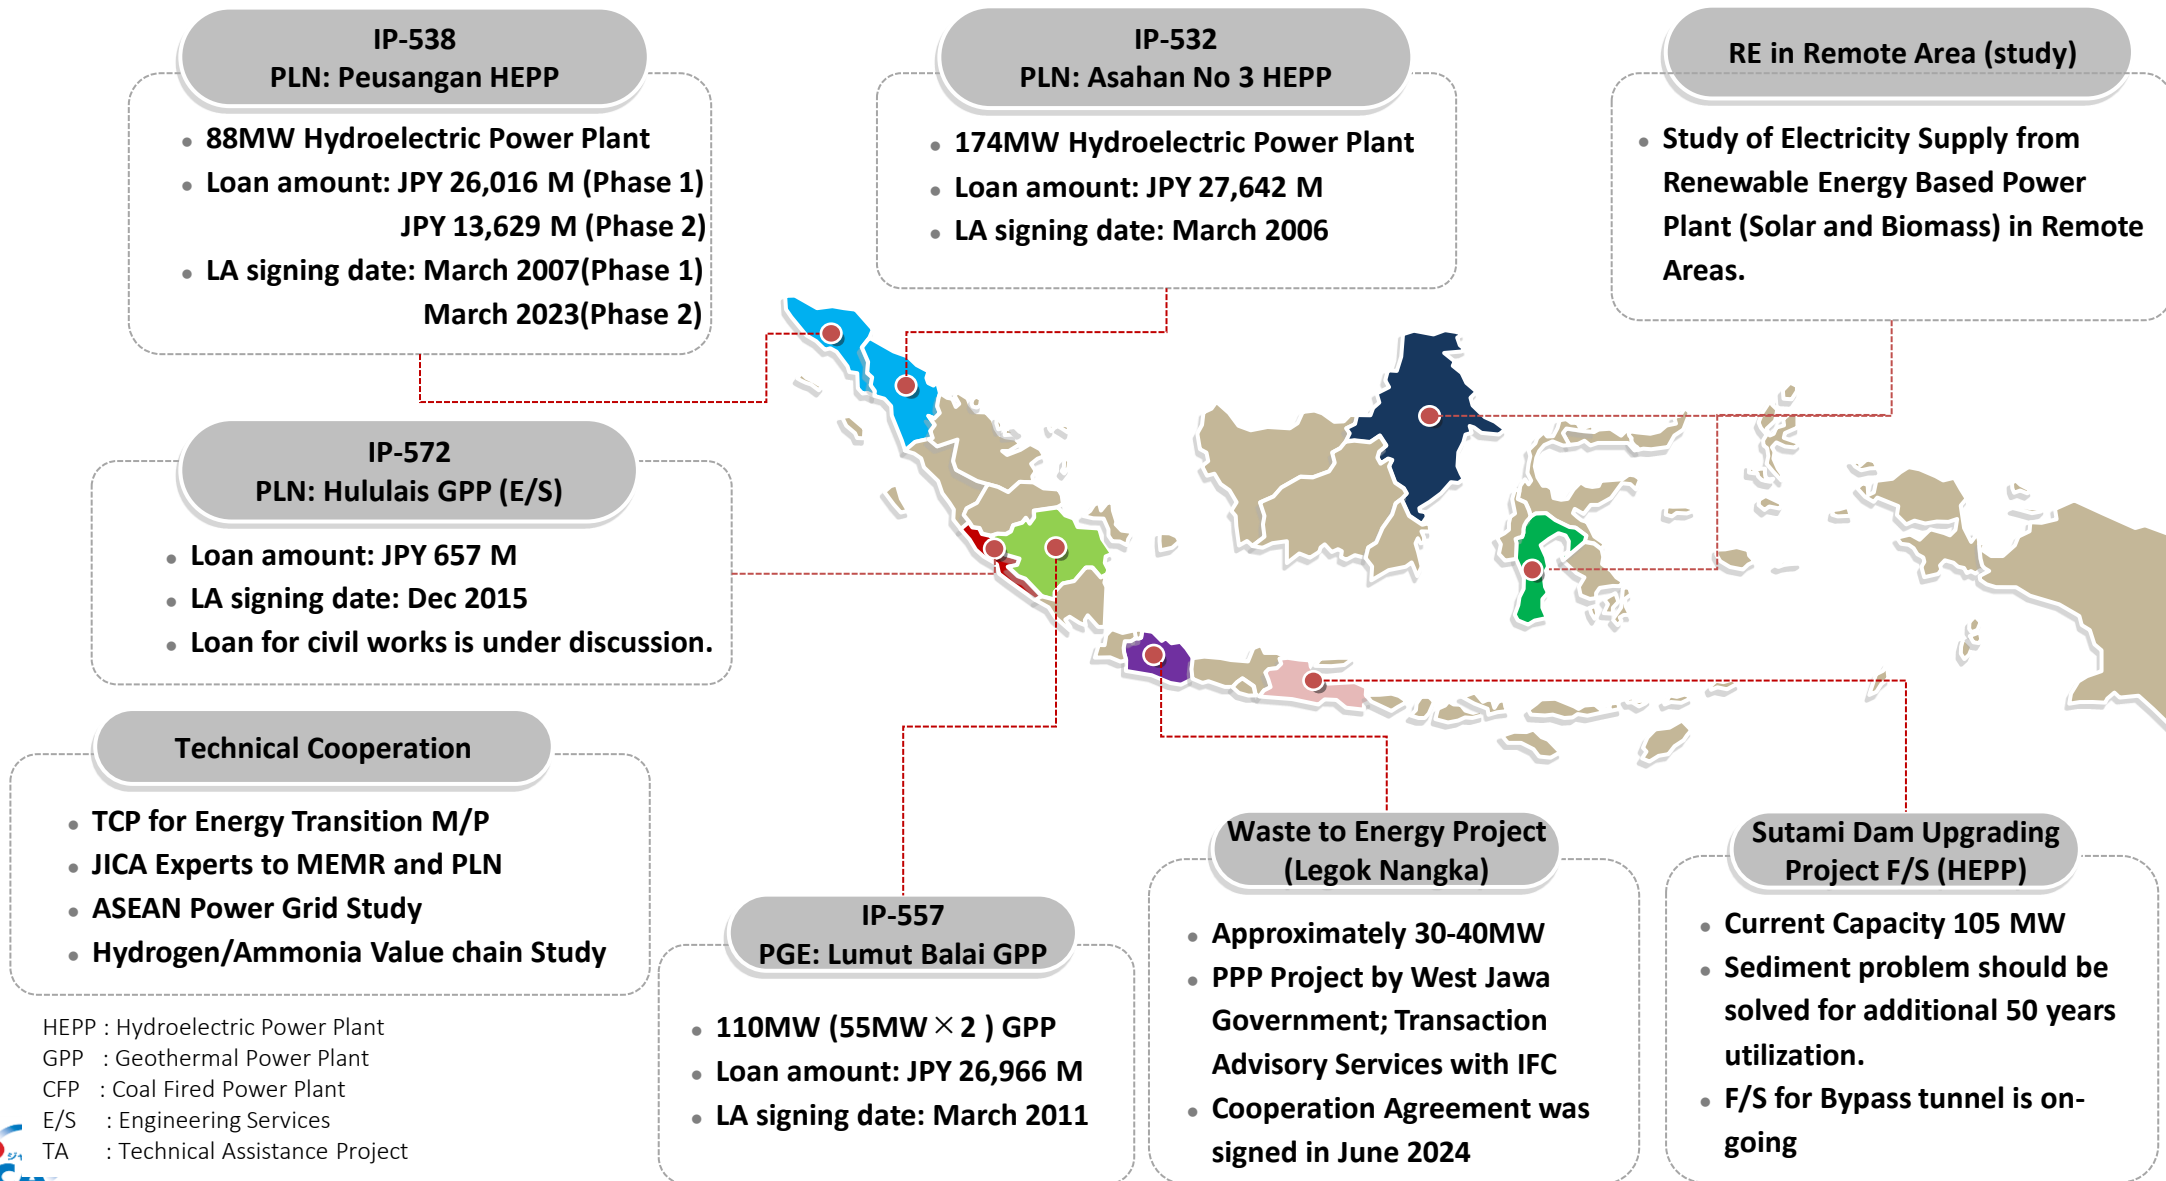 IP-538
PLN: Peusangan HEPP
88MW Hydroelectric Power Plant
Loan amount: JPY 26,016 M (Phase 1)
JPY 13,629 M (Phase 2)
LA signing date: March 2007(Phase 1)
March 2023(Phase 2)
IP-532
PLN: Asahan No 3 HEPP
174MW Hydroelectric Power Plant
Loan amount: JPY 27,642 M
LA signing date: March 2006
RE in Remote Area (study)
Study of Electricity Supply from
Renewable Energy Based Power
Plant (Solar and Biomass) in Remote
Areas.
IP-572
PLN: Hululais GPP (E/S)
Loan amount: JPY 657 M
LA signing date: Dec 2015
Loan for civil works is under discussion.
Technical Cooperation
TCP for Energy Transition M/P
JICA Experts to MEMR and PLN
ASEAN Power Grid Study
Hydrogen/Ammonia Value chain Study
IP-557
PGE: Lumut Balai GPP
110MW (55MW×2 ) GPP
Loan amount: JPY 26,966 M
LA signing date: March 2011
Waste to Energy Project
(Legok Nangka)
Approximately 30-40MW
PPP Project by West Jawa
Government; Transaction
Advisory Services with IFC
Cooperation Agreement was
signed in June 2024
Sutami Dam Upgrading
Project F/S (HEPP)
Current Capacity 105 MW
Sediment problem should be
solved for additional 50 years
utilization.
F/S for Bypass tunnel is on-
going
HEPP : Hydroelectric Power Plant
GPP : Geothermal Power Plant
CFP : Coal Fired Power Plant
E/S : Engineering Services
TA : Technical Assistance Project